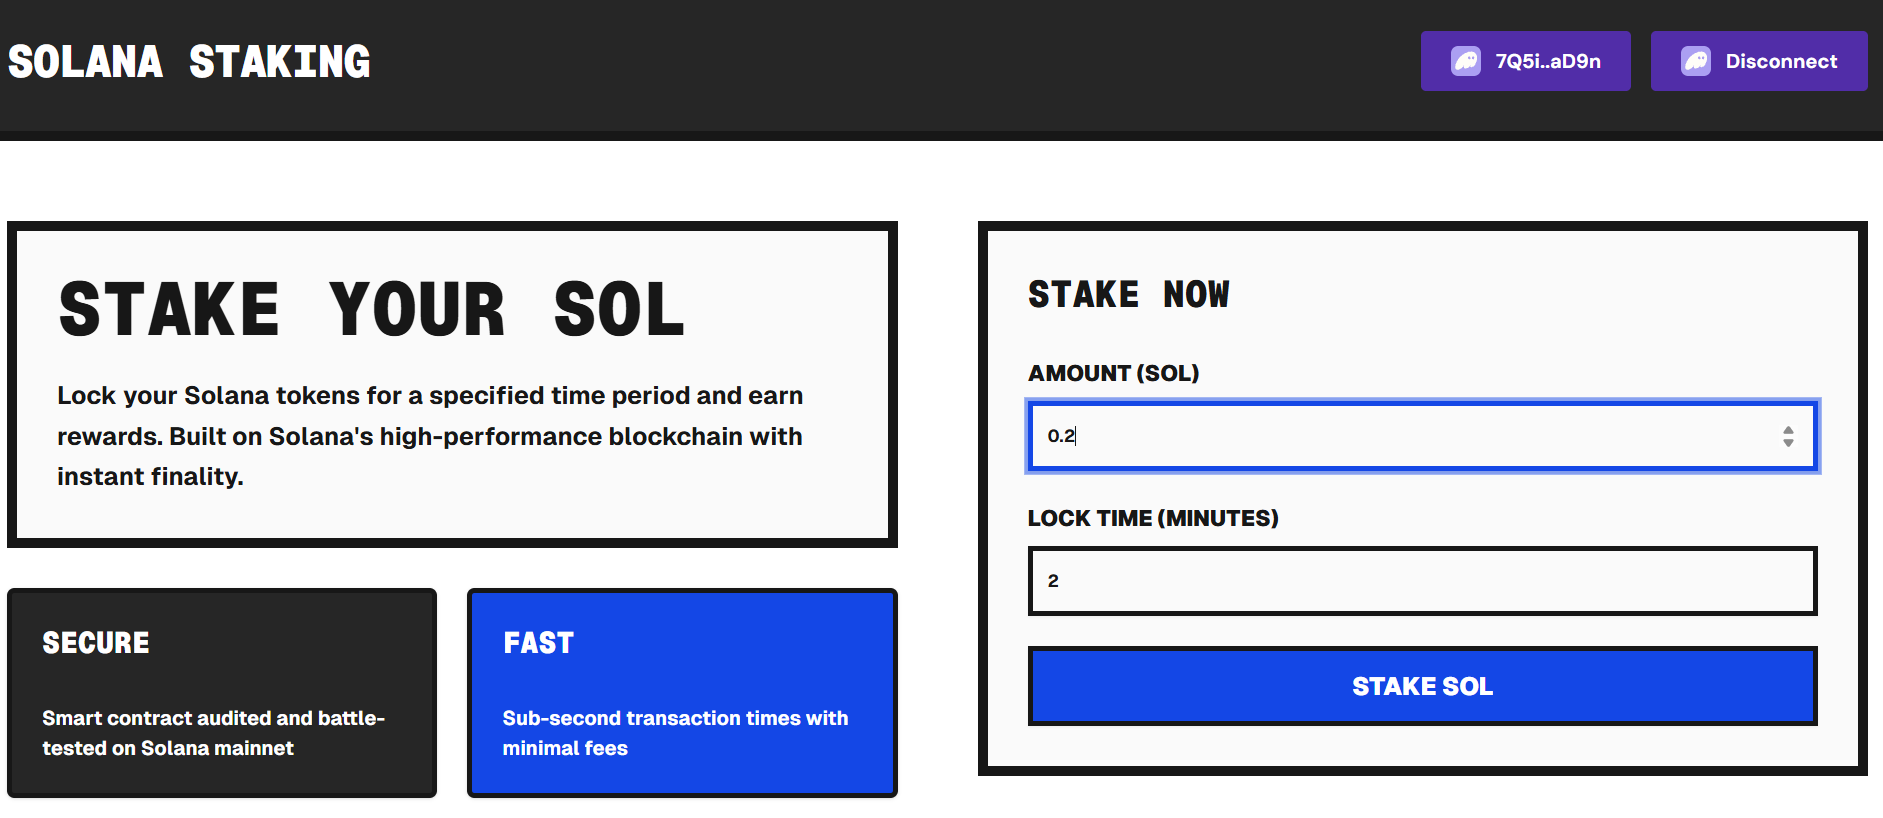 SOLANA STAKING
7Q5i..aD9n
Disconnect
STAKE YOUR SOL
Lock your Solana tokens for a specified time period and earn
rewards. Built on Solana's high-performance blockchain with
instant finality.
SECURE
Smart contract audited and battle-
tested on Solana mainnet
FAST
Sub-second transaction times with
minimal fees
STAKE NOW
AMOUNT (SOL)
0.2
LOCK TIME (MINUTES)
2
STAKE SOL